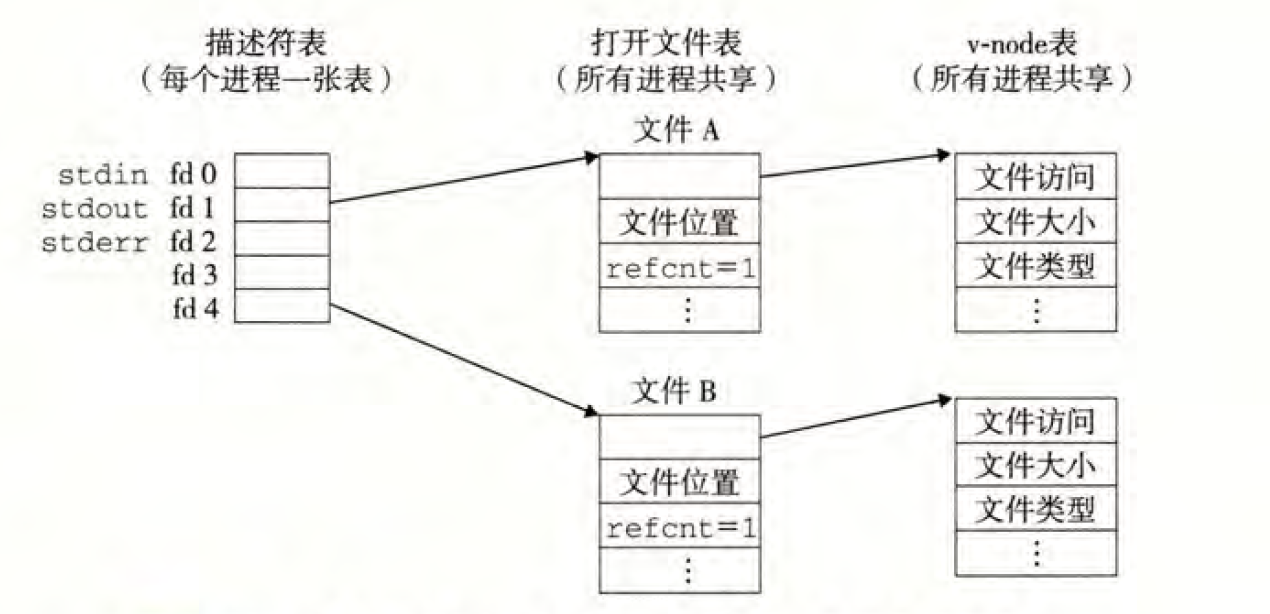 描述符表
（每个进程一张表）
打开文件表
（所有进程共享）
v-node表
（所有进程共享）
stdin fd 0
stdout fd 1
stderr fd 2
fd 3
fd 4
文件 A
文件位置
refcnt=1
⋮
文件访问
文件大小
文件类型
⋮
文件 B
文件位置
refcnt=1
⋮
文件访问
文件大小
文件类型
⋮